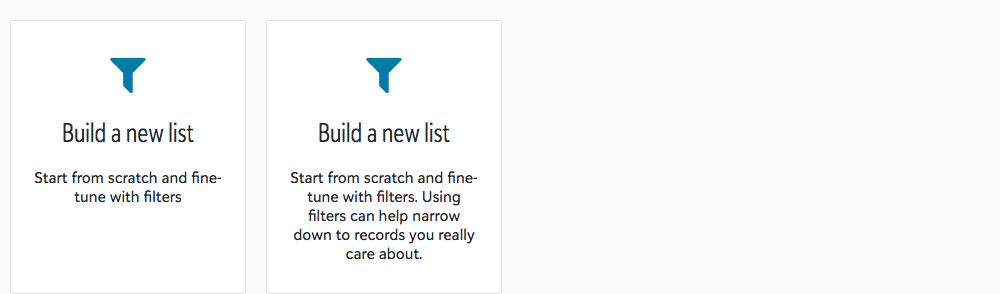 Build a new list
Start from scratch and fine-
tune with filters
Build a new list
Start from scratch and fine-
tune with filters. Using
filters can help narrow
down to records you really
care about.